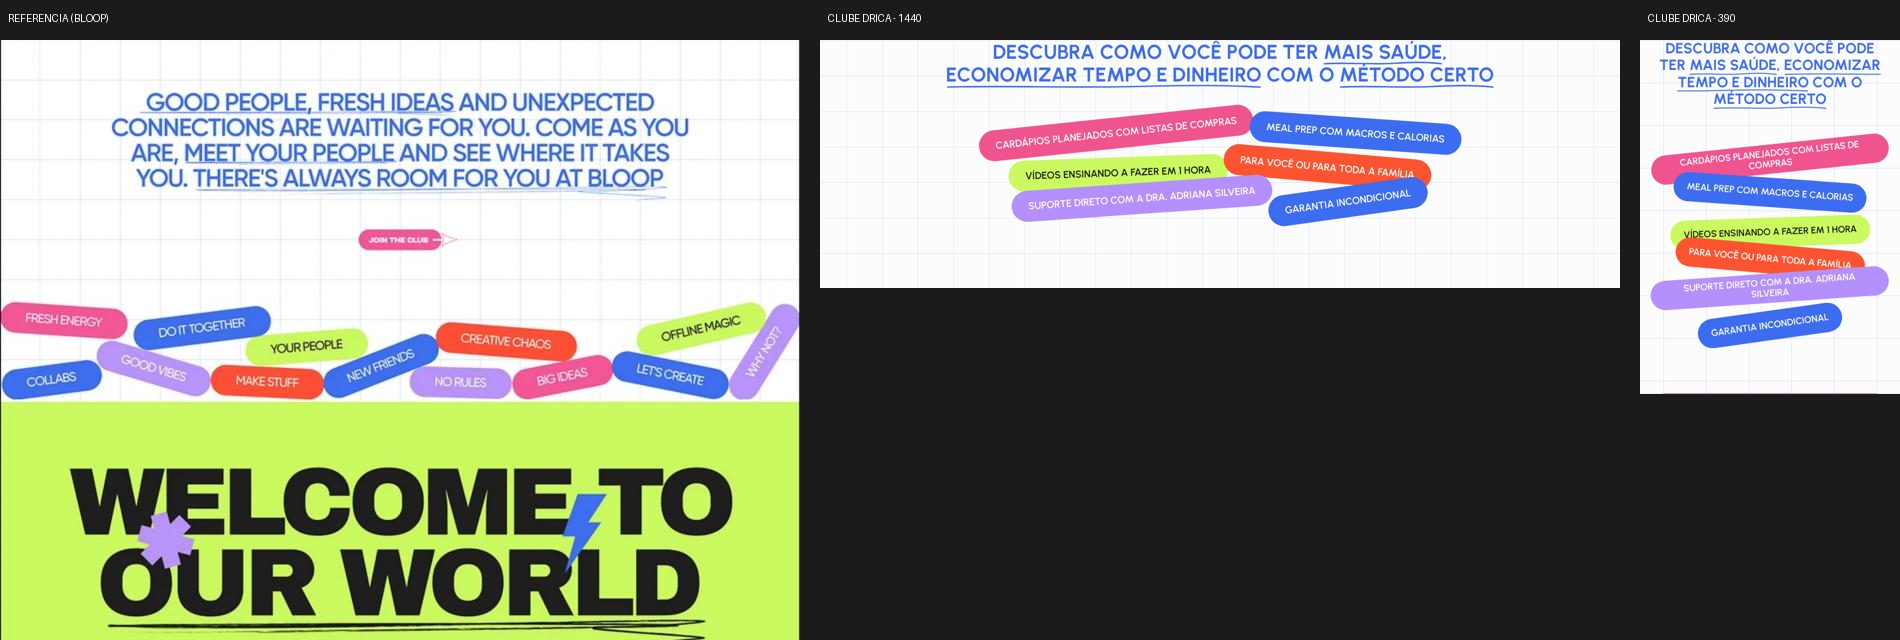 REFERENCIA (BLOOP)
GOOD PEOPLE, FRESH IDEAS AND UNEXPECTED
CONNECTIONS ARE WAITING FOR YOU. COME AS YOU
ARE, MEET YOUR PEOPLE AND SEE WHERE IT TAKES
YOU. THERE'S ALWAYS ROOM FOR YOU AT BLOOP
JOIN THE CLUB
FRESH ENERGY
DO IT TOGETHER
YOUR PEOPLE
CREATIVE CHAOS
OFFLINE MAGIC
WHY NOT?
COLLABS
GOOD VIBES
MAKE STUFF
NEW FRIENDS
NO RULES
BIG IDEAS
LET'S CREATE
WELCOME TO
OUR WORLD
CLUBE DRICA - 1440
DESCUBRA COMO VOCÊ PODE TER MAIS SAÚDE,
ECONOMIZAR TEMPO E DINHEIRO COM O MÉTODO CERTO
CARDÁPIOS PLANEJADOS COM LISTAS DE COMPRAS
MEAL PREP COM MACROS E CALORIAS
VÍDEOS ENSINANDO A FAZER EM 1 HORA
PARA VOCÊ OU PARA TODA A FAMÍLIA
SUPORTE DIRETO COM A DRA. ADRIANA SILVEIRA
GARANTIA INCONDICIONAL
CLUBE DRICA - 390
DESCUBRA COMO VOCÊ PODE
TER MAIS SAÚDE, ECONOMIZAR
TEMPO E DINHEIRO COM O
MÉTODO CERTO
CARDÁPIOS PLANEJADOS COM LISTAS DE
COMPRAS
MEAL PREP COM MACROS E CALORIAS
VÍDEOS ENSINANDO A FAZER EM 1 HORA
PARA VOCÊ OU PARA TODA A FAMÍLIA
SUPORTE DIRETO COM A DRA. ADRIANA
SILVEIRA
GARANTIA INCONDICIONAL